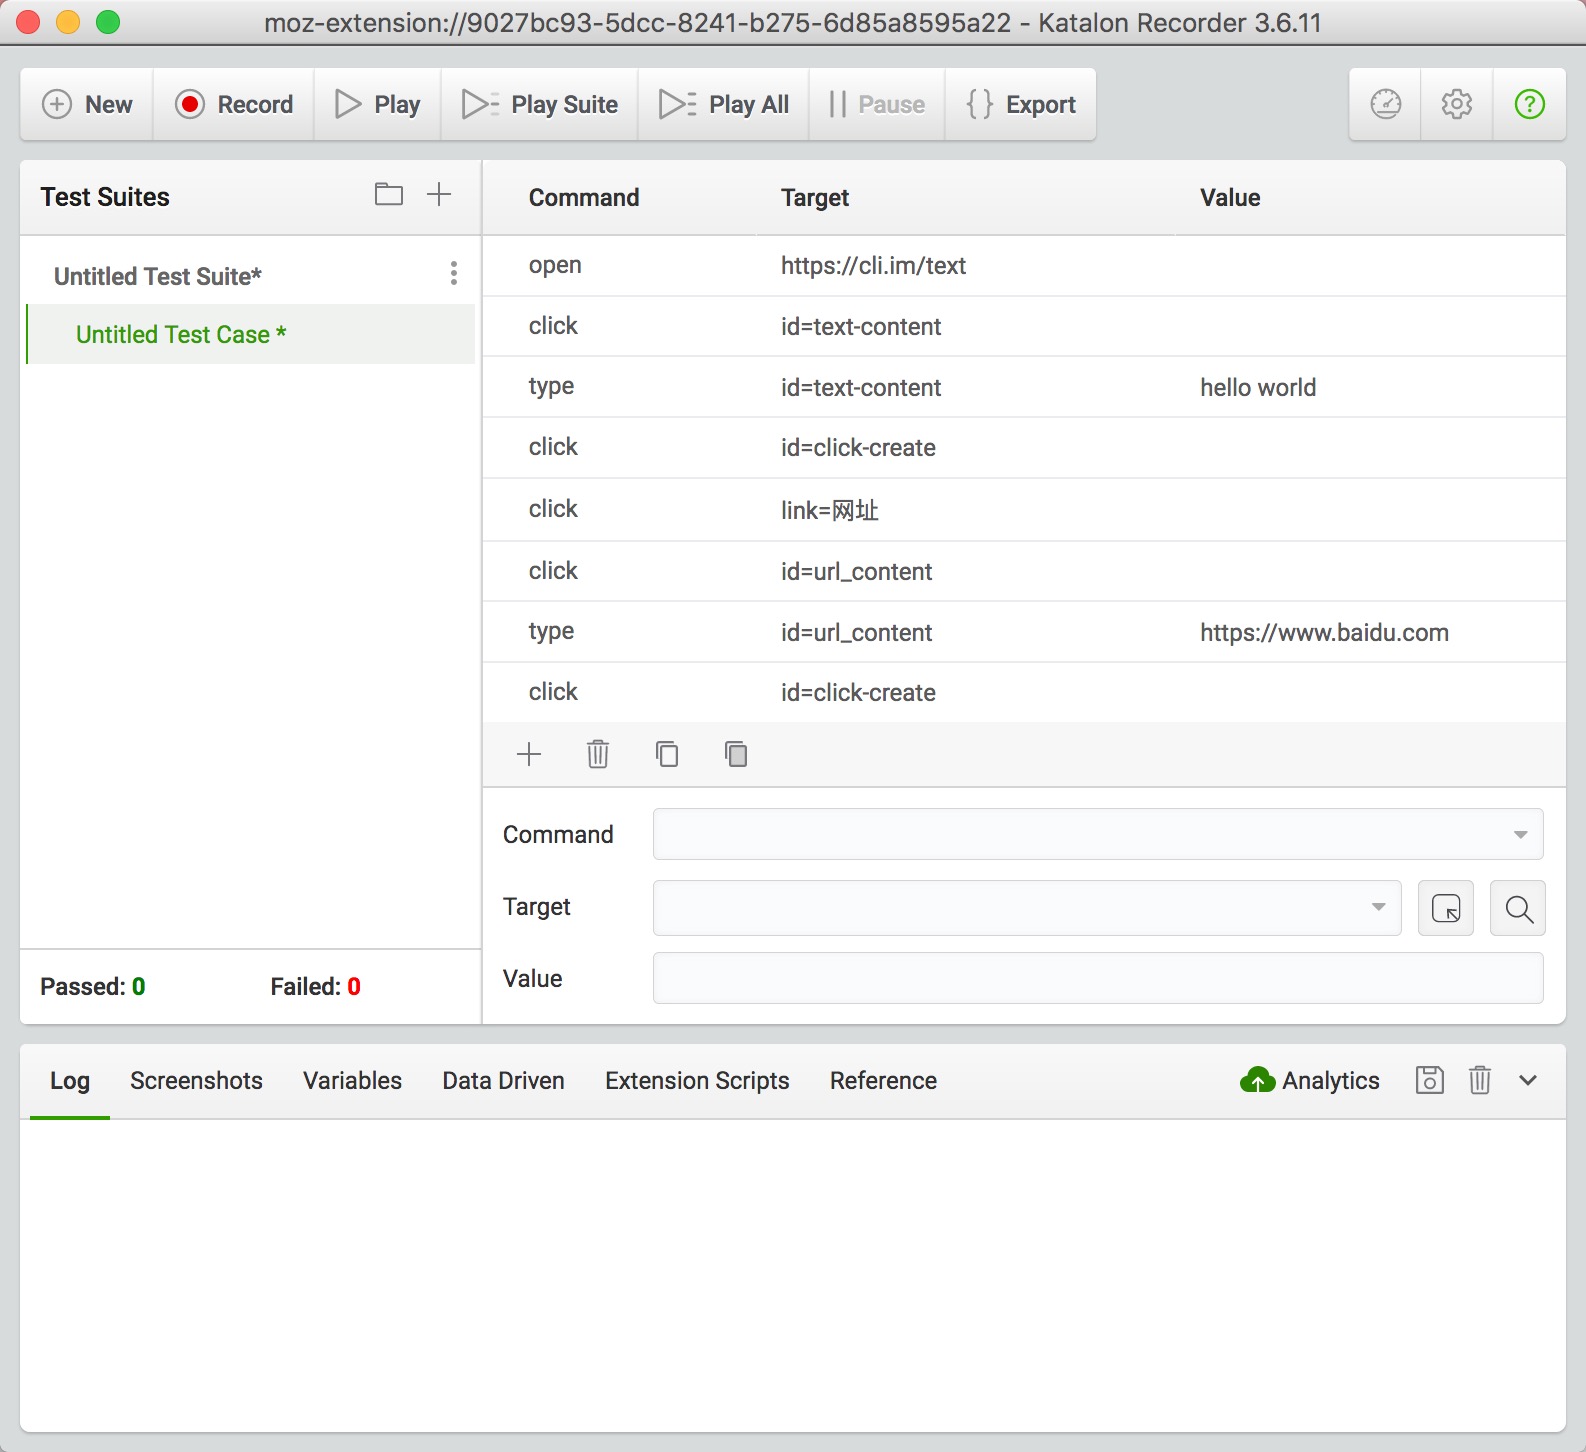 moz-extension://9027bc93-5dcc-8241-b275-6d85a8595a22 - Katalon Recorder 3.6.11
New Record Play Play Suite Play All Pause { } Export ?
Test Suites
Untitled Test Suite*
Untitled Test Case *
Passed: 0 Failed: 0
Command Target Value
open https://cli.im/text
click id=text-content
type id=text-content hello world
click id=click-create
click link=网址
click id=url_content
type id=url_content https://www.baidu.com
click id=click-create
Command
Target
Value
Log Screenshots Variables Data Driven Extension Scripts Reference Analytics